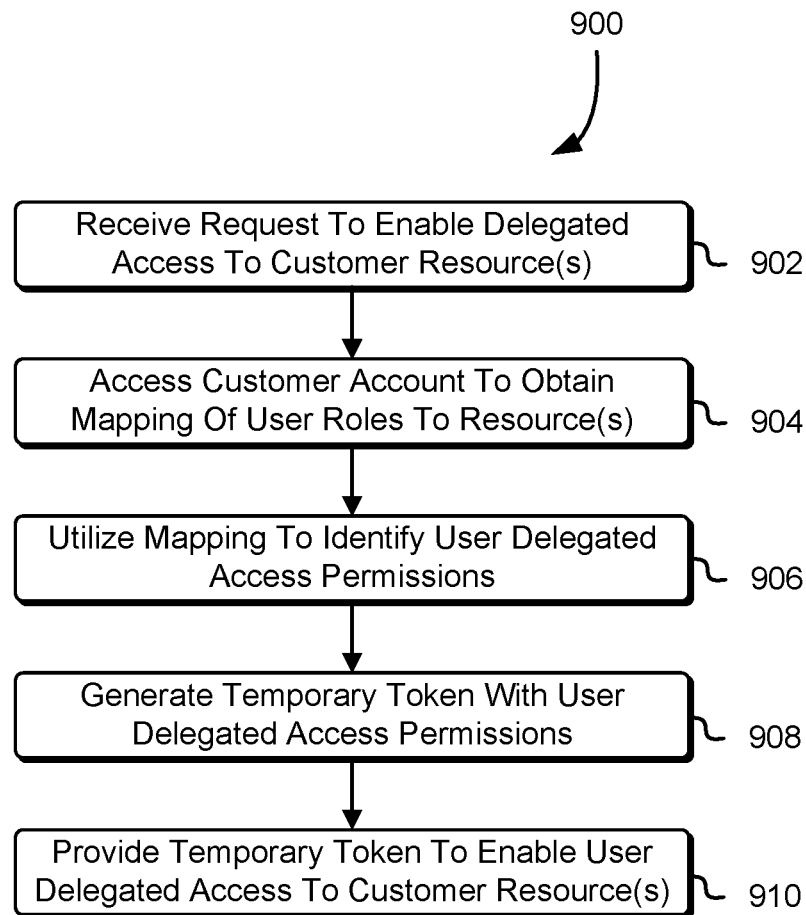 900
Receive Request To Enable Delegated
Access To Customer Resource(s)
902
Access Customer Account To Obtain
Mapping Of User Roles To Resource(s)
904
Utilize Mapping To Identify User Delegated
Access Permissions
906
Generate Temporary Token With User
Delegated Access Permissions
908
Provide Temporary Token To Enable User
Delegated Access To Customer Resource(s)
910